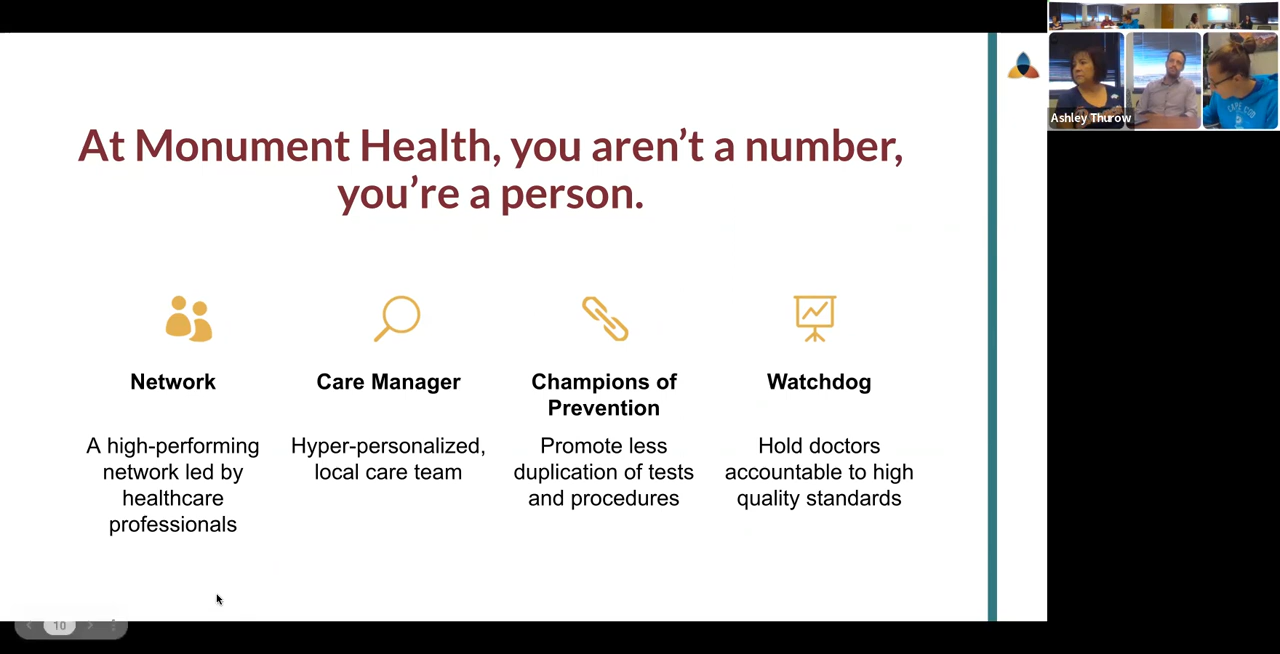 At Monument Health, you aren’t a number,
you’re a person.
Network
A high-performing
network led by
healthcare
professionals
Care Manager
Hyper-personalized,
local care team
Champions of
Prevention
Promote less
duplication of tests
and procedures
Watchdog
Hold doctors
accountable to high
quality standards
10
Ashley Thurow